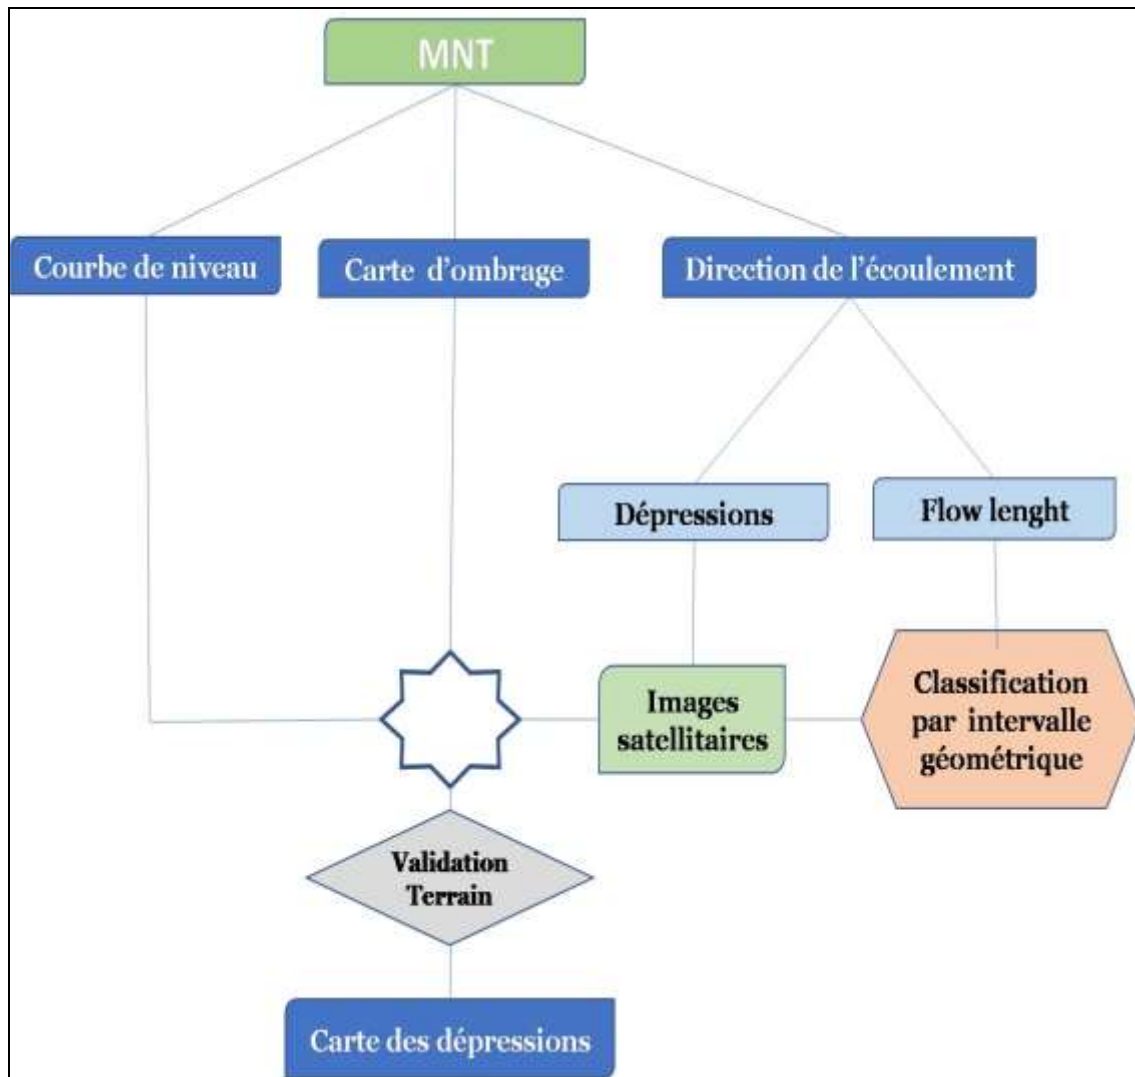 MNT
Courbe de niveau
Carte d'ombrage
Direction de l'écoulement
Dépressions
Flow lenght
Images
satellitaires
Classification
par intervalle
géométrique
Validation
Terrain
Carte des dépressions